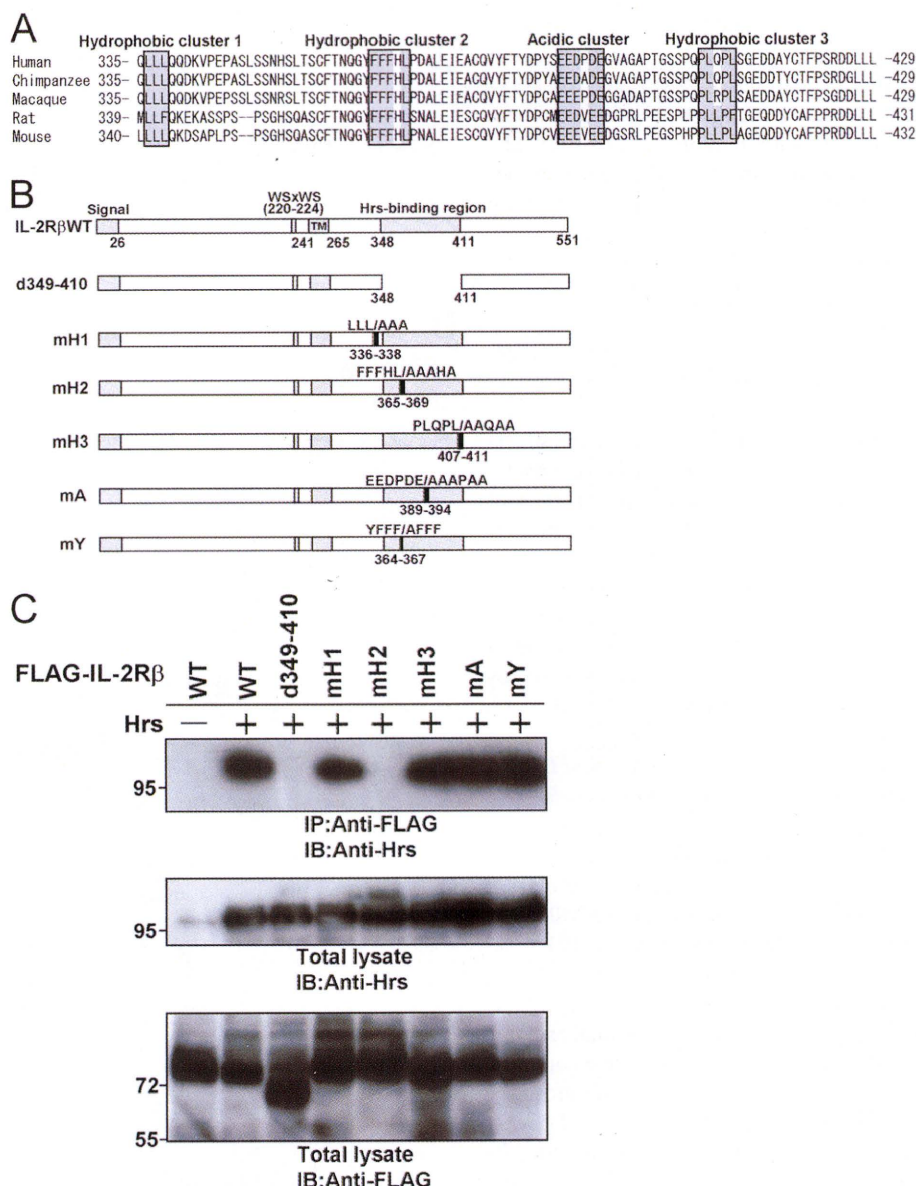 A
Hydrophobic cluster 1 Hydrophobic cluster 2 Acidic cluster Hydrophobic cluster 3
Human 335- QLLLQQDKVPEPASLSSNHSLTSCFTNQGYFFFHLPDALEIEACQVYFTYDPYSEEDPDEGVAGAPTGSSPQPLQPLSGEDDAYCTFPSRDDLLL -429
Chimpanzee 335- QLLLQQDKVPEPASLSSNHSLTSCFTNQGYFFFHLPDALEIEACQVYFTYDPYAEEDADEGVAGAPTGSSPQPLQPLSGEDDAYCTFPSRDGLLL -429
Macaque 335- QLLLQQDKVPEPSSLSSNRSLTSCFTNQGYFFFHLPDALEIEACQVYFTYDPCAEEEPDEGGADAPTGSSPQPLRPLSAEDDAYCTFPSGDDLLL -429
Rat 339- MLLFQKEKASSPS--PSGHSQASCFTNQGYFFFHLSNALEIESCQVYFTYDPCMEEEVEEDGPRLPEESPLPPLLPFTGEQDDYCAFPPRDDLLL -431
Mouse 340- LLLLQKDSAPLPS--PSGHSQASCFTNQGYFFFHLPNALEIESCQVYFTYDPCVEEEVEEDGSRLPEGSPHPPLLPLAGEQDDYCAFPPRDDLLL -432
B
Signal WSxWS (220-224) Hrs-binding region
IL-2RβWT TM
26 241 265 348 411 551
d349-410
348 411
LLL/AAA
mH1
336-338
FFFHL/AAAHA
mH2
365-369
PLQPL/AAQAA
mH3
407-411
EEDPDE/AAAPAA
mA
389-394
YFFF/AFFF
mY
364-367
C
FLAG-IL-2Rβ WT WT d349-410 mH1 mH2 mH3 mA mY
Hrs — + + + + + + +
95-
IP:Anti-FLAG
IB:Anti-Hrs
95-
Total lysate
IB:Anti-Hrs
72-
55-
Total lysate
IB:Anti-FLAG